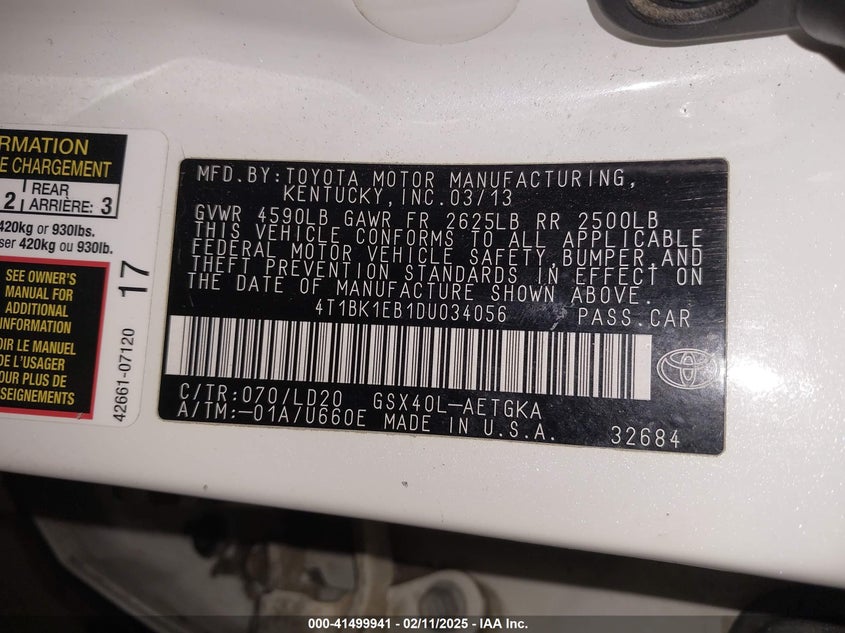 RMATION
E CHARGEMENT
2 REAR
ARRIÈRE: 3
420kg or 930lbs.
ser 420kg ou 930lb.
SEE OWNER'S
MANUAL FOR
ADDITIONAL
INFORMATION
OIR LE MANUEL
DE L'USAGER
POUR PLUS DE
SEIGNEMENTS
42661-07120 17
MFD.BY:TOYOTA MOTOR MANUFACTURING,
KENTUCKY, INC.03/13
GVWR 4590LB GAWR FR 2625LB RR 2500LB
THIS VEHICLE CONFORMS TO ALL APPLICABLE
FEDERAL MOTOR VEHICLE SAFETY, BUMPER, AND
THEFT PREVENTION STANDARDS IN EFFECT ON
THE DATE OF MANUFACTURE SHOWN ABOVE.
4T1BK1EB1DU034056 PASS.CAR
C/TR:070/LD20 GSX40L-AETGKA
A/TM:-01A/U660E MADE IN U.S.A. 32684
000-41499941 - 02/11/2025 - IAA Inc.